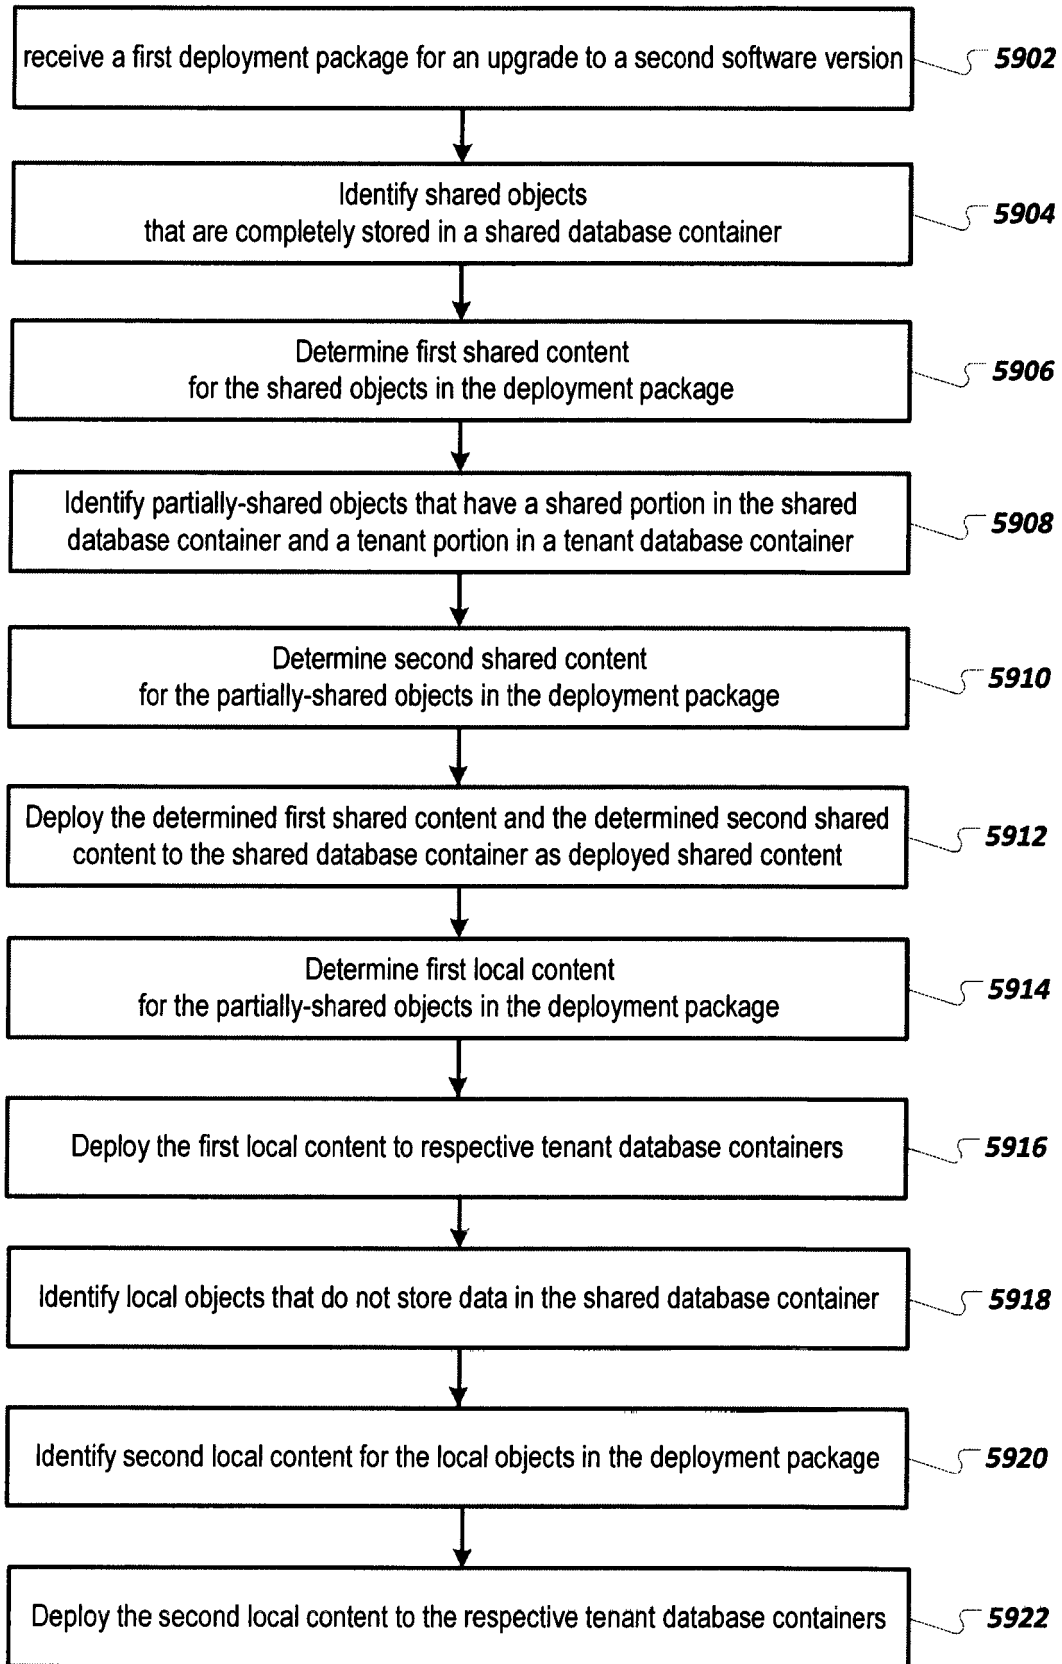 receive a first deployment package for an upgrade to a second software version
5902
Identify shared objects
that are completely stored in a shared database container
5904
Determine first shared content
for the shared objects in the deployment package
5906
Identify partially-shared objects that have a shared portion in the shared
database container and a tenant portion in a tenant database container
5908
Determine second shared content
for the partially-shared objects in the deployment package
5910
Deploy the determined first shared content and the determined second shared
content to the shared database container as deployed shared content
5912
Determine first local content
for the partially-shared objects in the deployment package
5914
Deploy the first local content to respective tenant database containers
5916
Identify local objects that do not store data in the shared database container
5918
Identify second local content for the local objects in the deployment package
5920
Deploy the second local content to the respective tenant database containers
5922